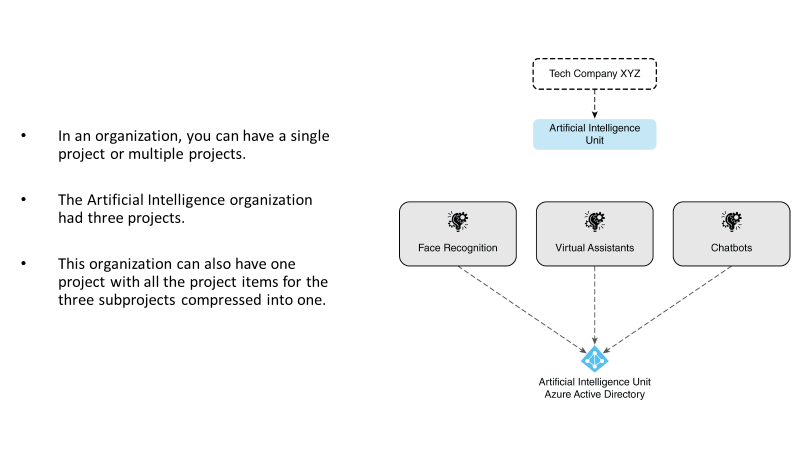 • In an organization, you can have a single
project or multiple projects.
• The Artificial Intelligence organization
had three projects.
• This organization can also have one
project with all the project items for the
three subprojects compressed into one.
Tech Company XYZ
Artificial Intelligence
Unit
Face Recognition
Virtual Assistants
Chatbots
Artificial Intelligence Unit
Azure Active Directory